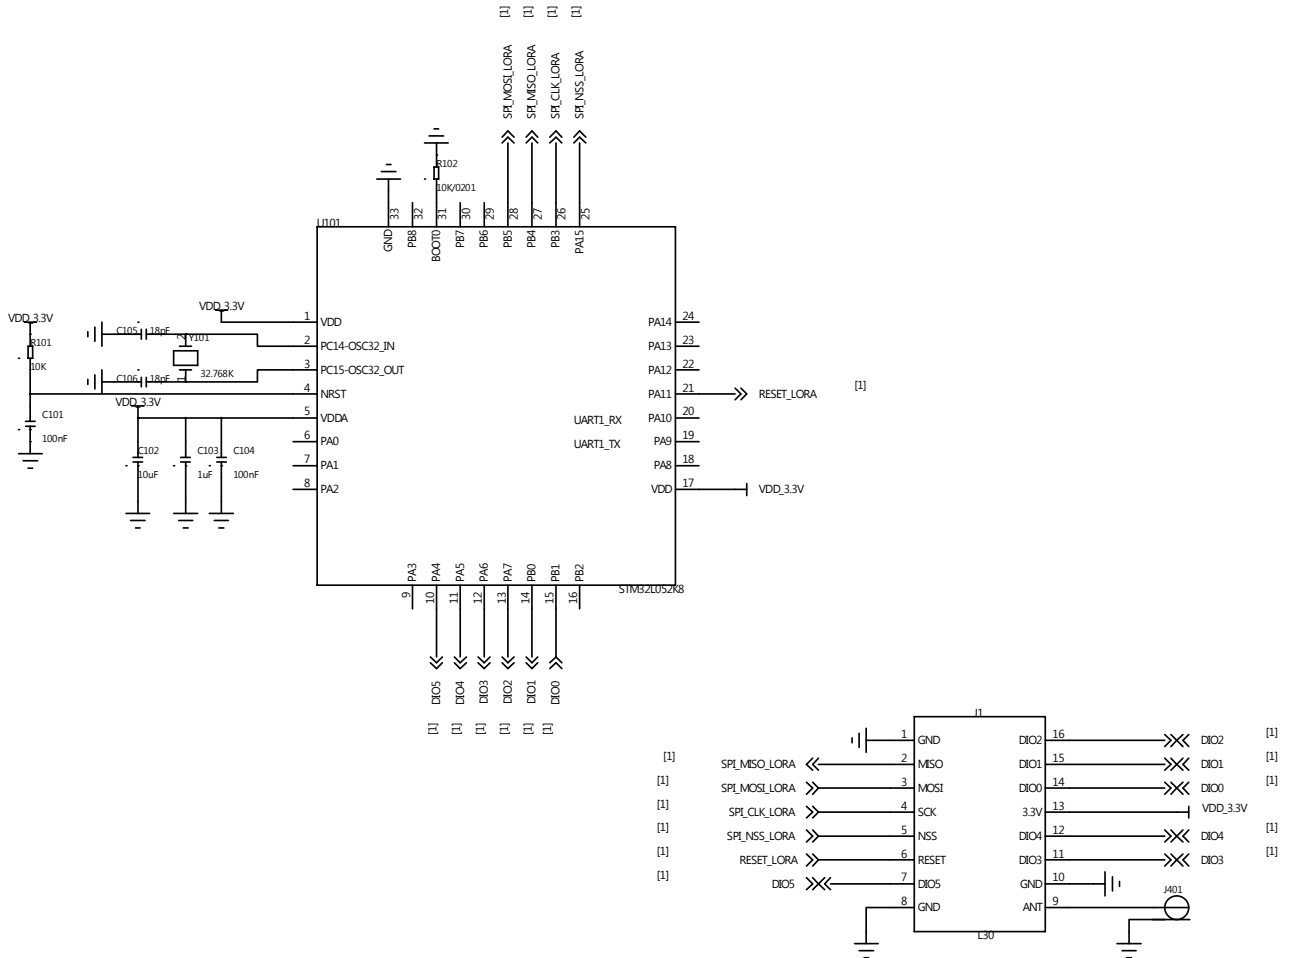 [1] [1] [1] [1]
SPI_MOSI_LORA
SPI_MISO_LORA
SPI_CLK_LORA
SPI_NSS_LORA
R102
10K/0201
U101
33 32 31 30 29 28 27 26 25
GND PB8 BOOT0 PB7 PB6 PB5 PB4 PB3 PA15
VDD_3.3V
R101
10K
C101
100nF
VDD_3.3V
C105 18pF
2
Y101
1
32.768K
C106 18pF
VDD_3.3V
C102
10uF
C103
1uF
C104
100nF
1 VDD
2 PC14-OSC32_IN
3 PC15-OSC32_OUT
4 NRST
5 VDDA
6 PA0
7 PA1
8 PA2
PA14 24
PA13 23
PA12 22
PA11 21 RESET_LORA [1]
UART1_RX PA10 20
UART1_TX PA9 19
PA8 18
VDD 17 VDD_3.3V
PA3 PA4 PA5 PA6 PA7 PB0 PB1 PB2
9 10 11 12 13 14 15 16
STM32L052K8
DIO5 DIO4 DIO3 DIO2 DIO1 DIO0
[1] [1] [1] [1] [1] [1]
J1
1 GND DIO2 16 DIO2 [1]
[1] SPI_MISO_LORA 2 MISO DIO1 15 DIO1 [1]
[1] SPI_MOSI_LORA 3 MOSI DIO0 14 DIO0 [1]
[1] SPI_CLK_LORA 4 SCK 3.3V 13 VDD_3.3V
[1] SPI_NSS_LORA 5 NSS DIO4 12 DIO4 [1]
[1] RESET_LORA 6 RESET DIO3 11 DIO3 [1]
[1] DIO5 7 DIO5 GND 10
8 GND ANT 9 J401
L30